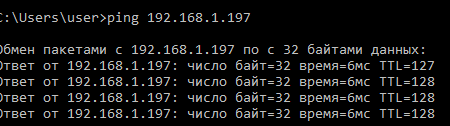 C:\Users\user>ping 192.168.1.197
Обмен пакетами с 192.168.1.197 по с 32 байтами данных:
Ответ от 192.168.1.197: число байт=32 время=6мс TTL=127
Ответ от 192.168.1.197: число байт=32 время=6мс TTL=128
Ответ от 192.168.1.197: число байт=32 время=6мс TTL=128
Ответ от 192.168.1.197: число байт=32 время=6мс TTL=128